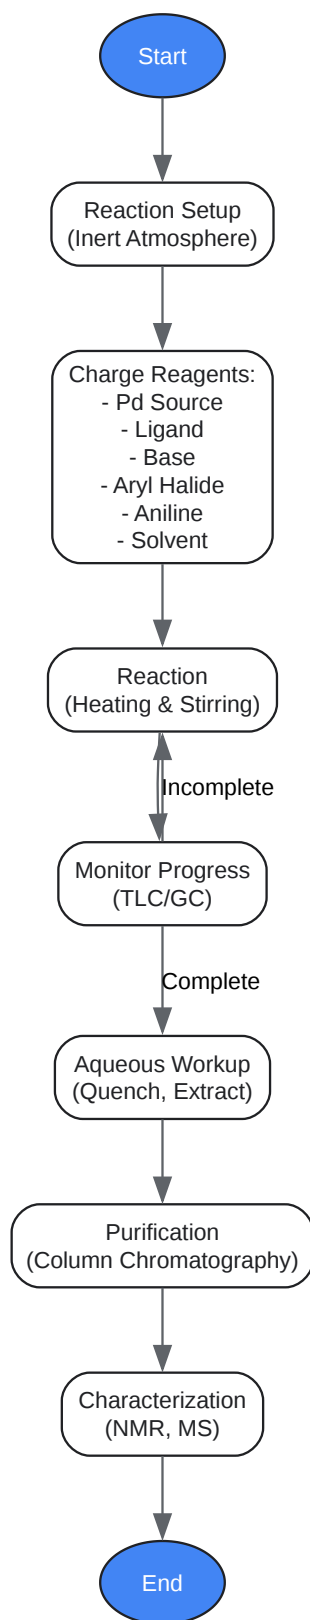 Start
Reaction Setup
(Inert Atmosphere)
Charge Reagents:
- Pd Source
- Ligand
- Base
- Aryl Halide
- Aniline
- Solvent
Reaction
(Heating & Stirring)
Incomplete
Monitor Progress
(TLC/GC)
Complete
Aqueous Workup
(Quench, Extract)
Purification
(Column Chromatography)
Characterization
(NMR, MS)
End